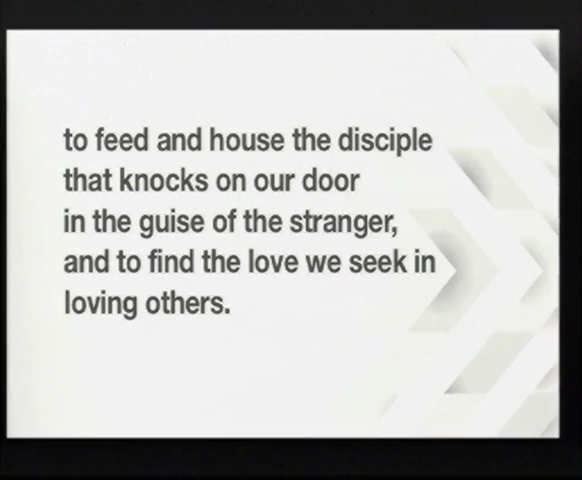 to feed and house the disciple
that knocks on our door
in the guise of the stranger,
and to find the love we seek in
loving others.